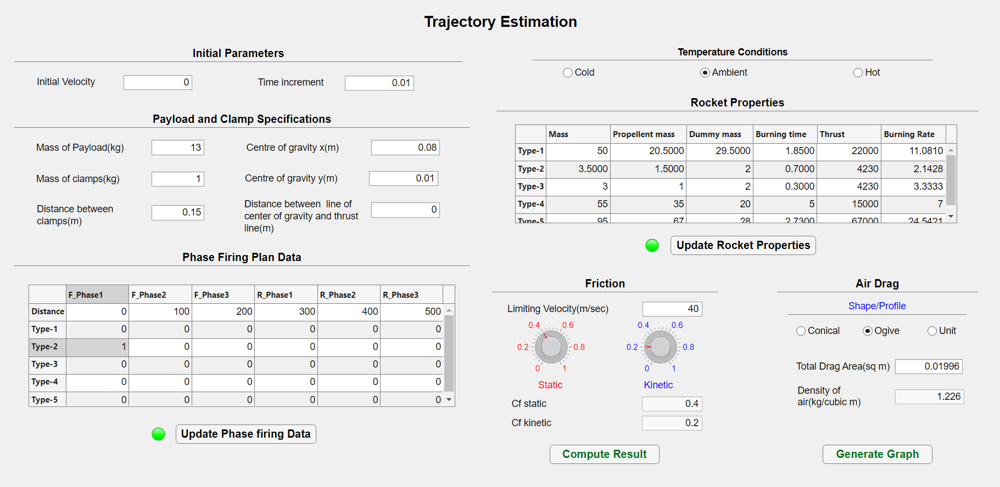 Trajectory Estimation
Initial Parameters
Initial Velocity 0 Time increment 0.01
Payload and Clamp Specifications
Mass of Payload(kg) 13 Centre of gravity x(m) 0.08
Mass of clamps(kg) 1 Centre of gravity y(m) 0.01
Distance between clamps(m) 0.15
Distance between line of
center of gravity and thrust
line(m) 0
Phase Firing Plan Data
F_Phase1 F_Phase2 F_Phase3 R_Phase1 R_Phase2 R_Phase3
Distance 0 100 200 300 400 500
Type-1 0 0 0 0 0 0
Type-2 1 0 0 0 0 0
Type-3 0 0 0 0 0 0
Type-4 0 0 0 0 0 0
Type-5 0 0 0 0 0 0
Update Phase firing Data
Temperature Conditions
Cold Ambient Hot
Rocket Properties
Mass Propellent mass Dummy mass Burning time Thrust Burning Rate
Type-1 50 20.5000 29.5000 1.8500 22000 11.0810
Type-2 3.5000 1.5000 2 0.7000 4230 2.1428
Type-3 3 1 2 0.3000 4230 3.3333
Type-4 55 35 20 5 15000 7
Type-5 95 67 28 2.7300 67000 24.5421
Update Rocket Properties
Friction
Limiting Velocity(m/sec) 40
0.4 0.6 0.4 0.6
0.2 0.8 0.2 0.8
0 1 0 1
Static Kinetic
Cf static 0.4
Cf kinetic 0.2
Compute Result
Air Drag
Shape/Profile
Conical Ogive Unit
Total Drag Area(sq m) 0.01996
Density of
air(kg/cubic m) 1.226
Generate Graph